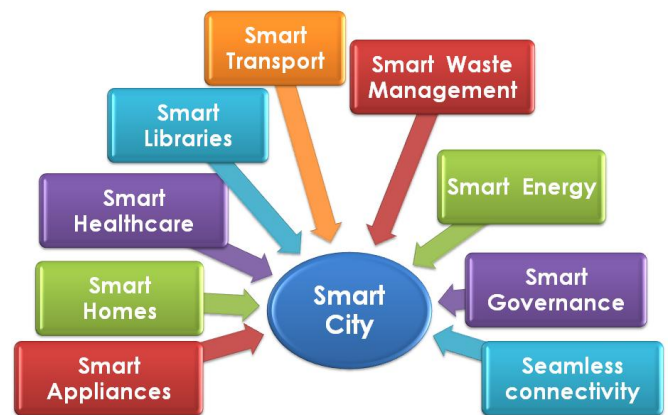 Smart
Transport
Smart Waste
Management
Smart
Libraries
Smart Energy
Smart
Healthcare
Smart
Governance
Smart
Homes
Smart
City
Smart
Appliances
Seamless
connectivity